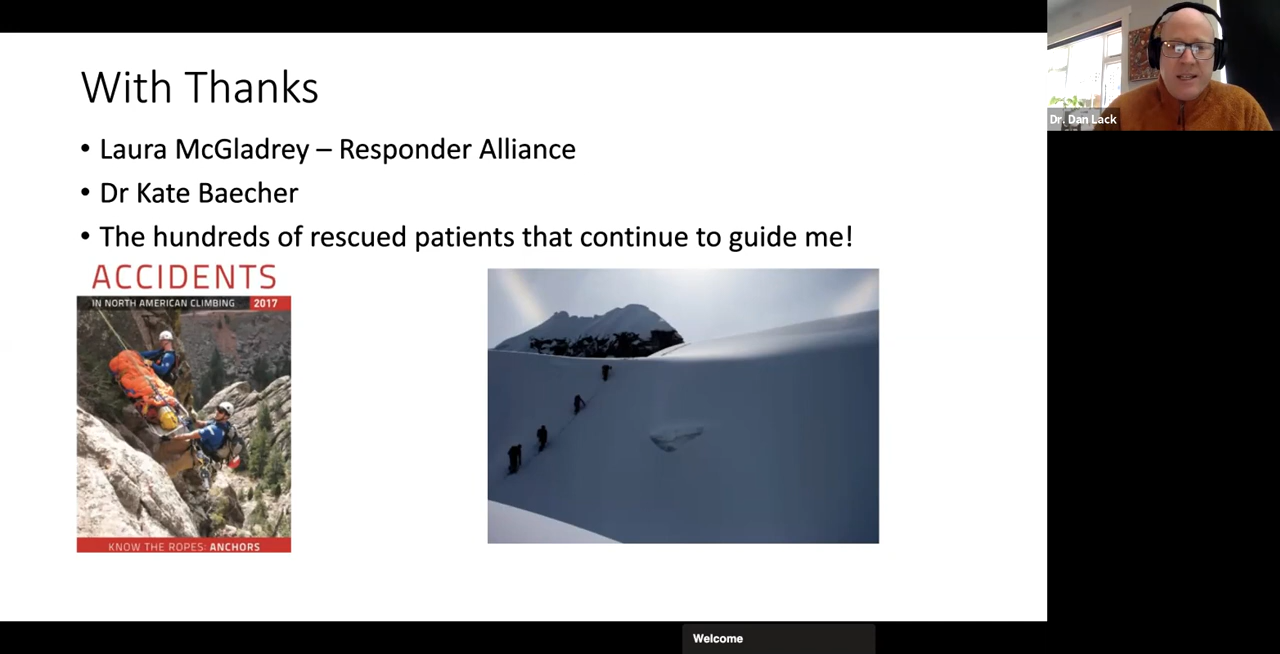 With Thanks
• Laura McGladrey – Responder Alliance
• Dr Kate Baecher
• The hundreds of rescued patients that continue to guide me!
ACCIDENTS
IN NORTH AMERICAN CLIMBING 2017
KNOW THE ROPES: ANCHORS
Dr. Dan Lack
Welcome